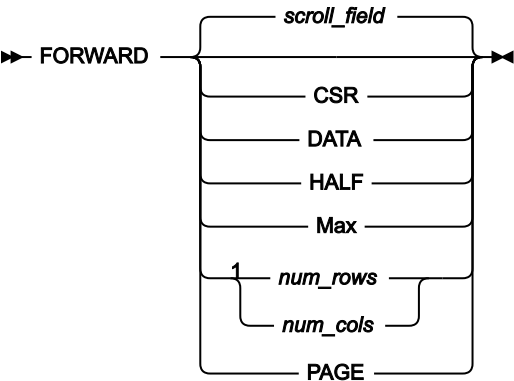 scroll_field
FORWARD
CSR
DATA
HALF
Max
1
num_rows
num_cols
PAGE